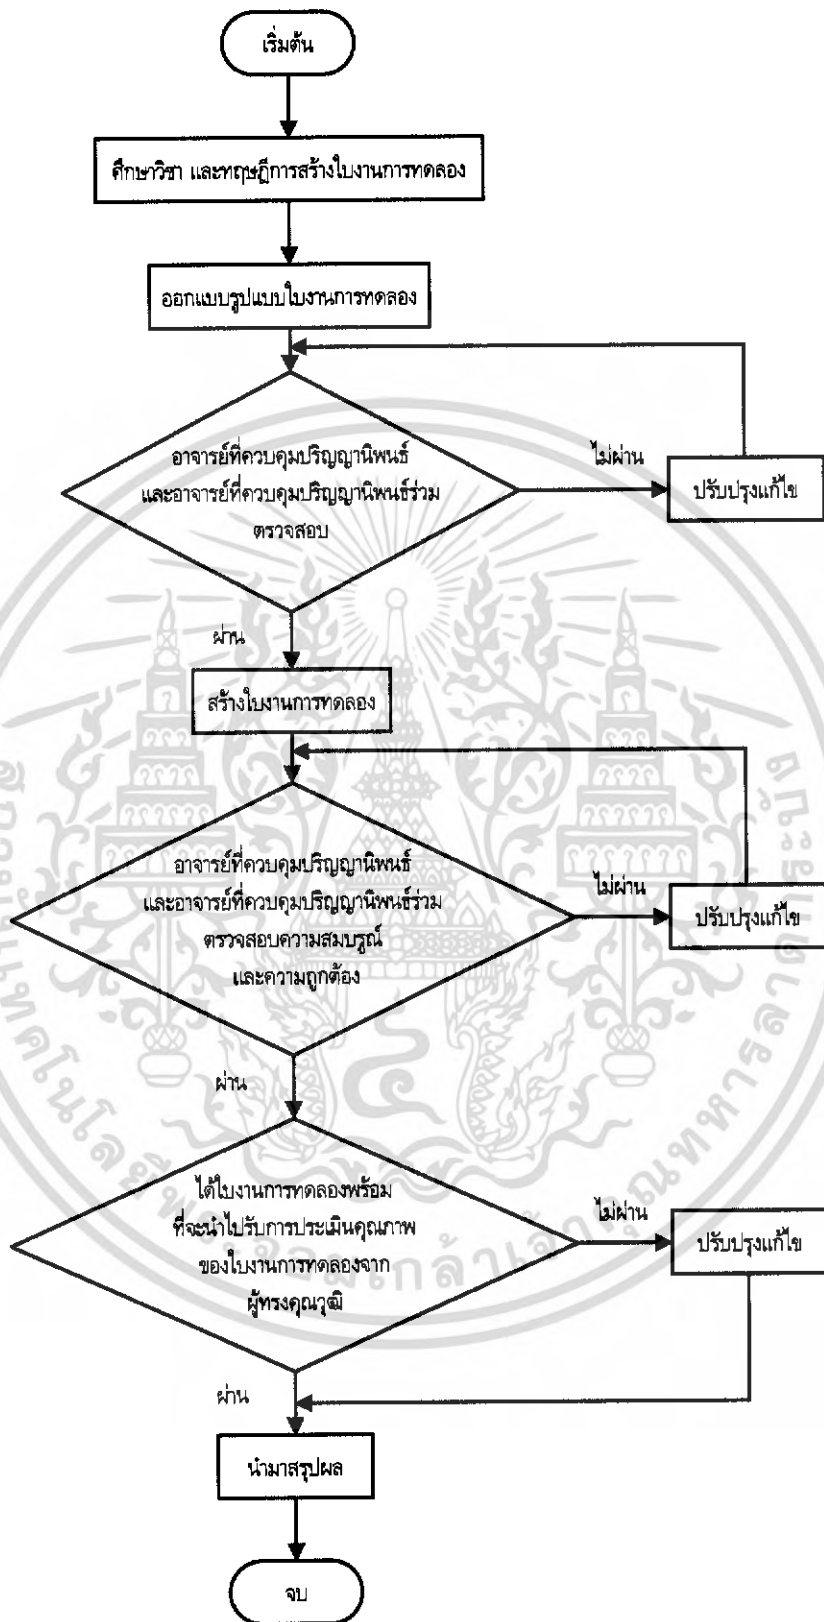 เริ่มต้น
ศึกษาวิชา และทฤษฎีการสร้างใบงานการทดลอง
ออกแบบรูปแบบใบงานการทดลอง
อาจารย์ที่ควบคุมปริญญานิพนธ์
และอาจารย์ที่ควบคุมปริญญานิพนธ์ร่วม
ตรวจสอบ
ไม่ผ่าน
ปรับปรุงแก้ไข
ผ่าน
สร้างใบงานการทดลอง
อาจารย์ที่ควบคุมปริญญานิพนธ์
และอาจารย์ที่ควบคุมปริญญานิพนธ์ร่วม
ตรวจสอบความสมบรูณ์
และความถูกต้อง
ไม่ผ่าน
ปรับปรุงแก้ไข
ผ่าน
ได้ใบงานการทดลองพร้อม
ที่จะนำไปรับการประเมินคุณภาพ
ของใบงานการทดลองจาก
ผู้ทรงคุณวุฒิ
ไม่ผ่าน
ปรับปรุงแก้ไข
ผ่าน
นำมาสรุปผล
จบ